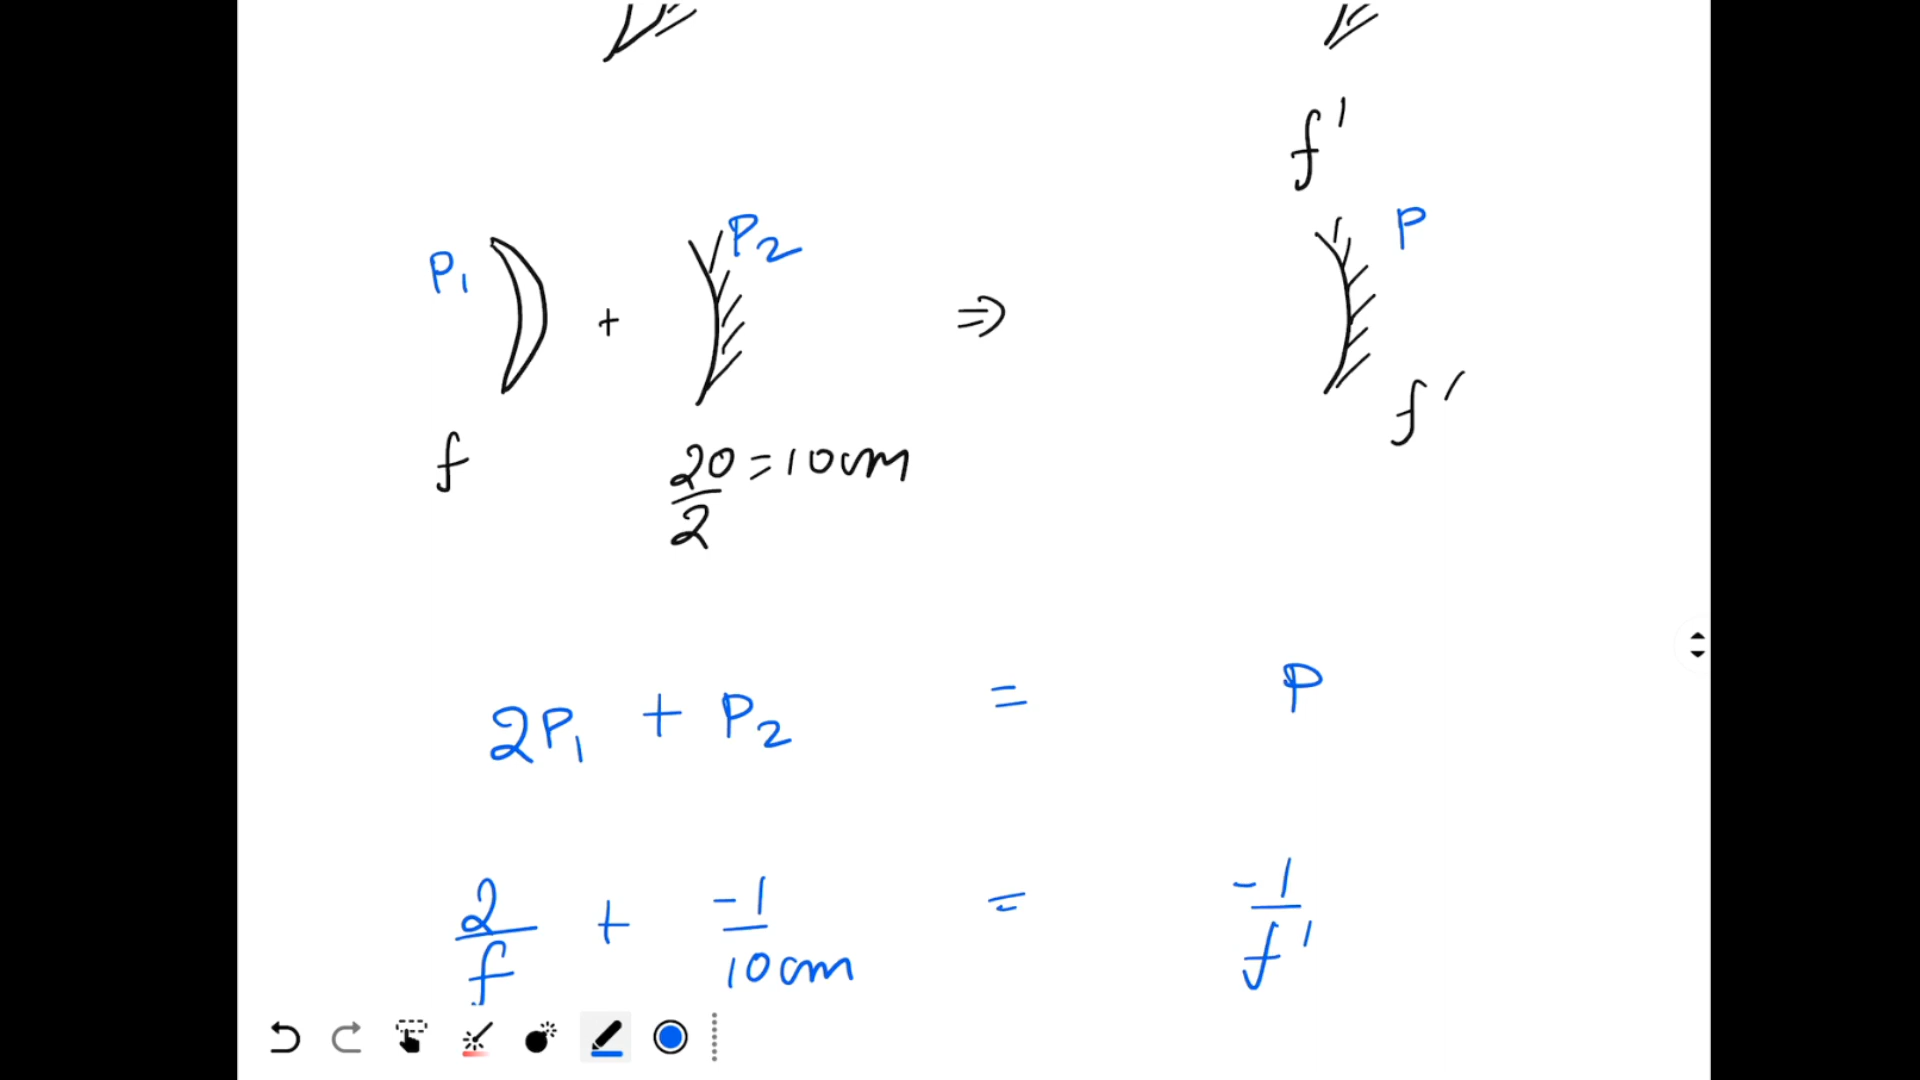 f'
P₁ + P₂ ⇒ P
f'
f 20/2 = 10cm
2P₁ + P₂ = P
2/f + -1/10cm = -1/f'